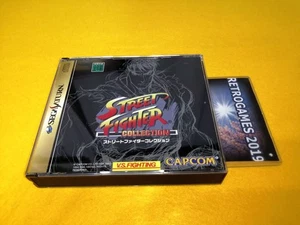 SEGA SATURN
STREET
FIGHTER
COLLECTION
ストリートファイターコレクション
V.S. FIGHTING
CAPCOM
RETROGAMES 2019